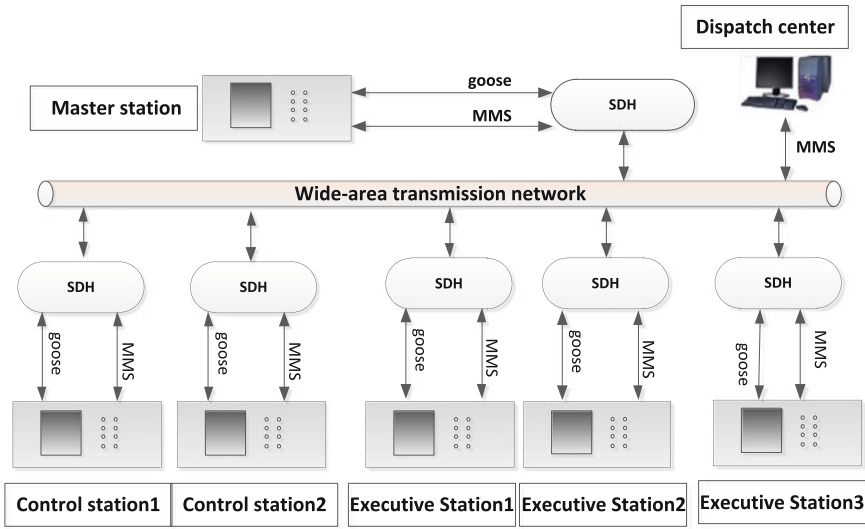 Dispatch center
Master station
goose
SDH
MMS
MMS
Wide-area transmission network
SDH
SDH
SDH
SDH
SDH
goose
MMS
goose
MMS
goose
MMS
goose
MMS
goose
MMS
Control station1
Control station2
Executive Station1
Executive Station2
Executive Station3